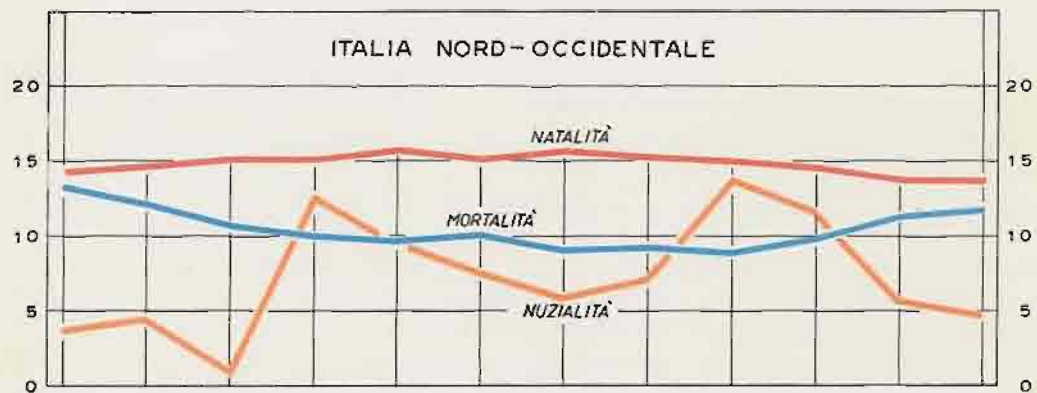 ITALIA NORD-OCCIDENTALE
20 20
NATALITÀ
15 15
MORTALITÀ
10 10
5 NUZIALITÀ 5
0 0